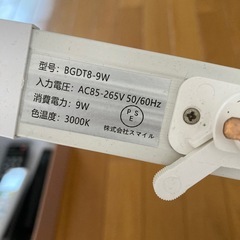 型号: BGDT8-9W
入力電圧: AC85-265V 50/60Hz
消費電力: 9W
色温度: 3000K
P S
E
株式会社スマイル